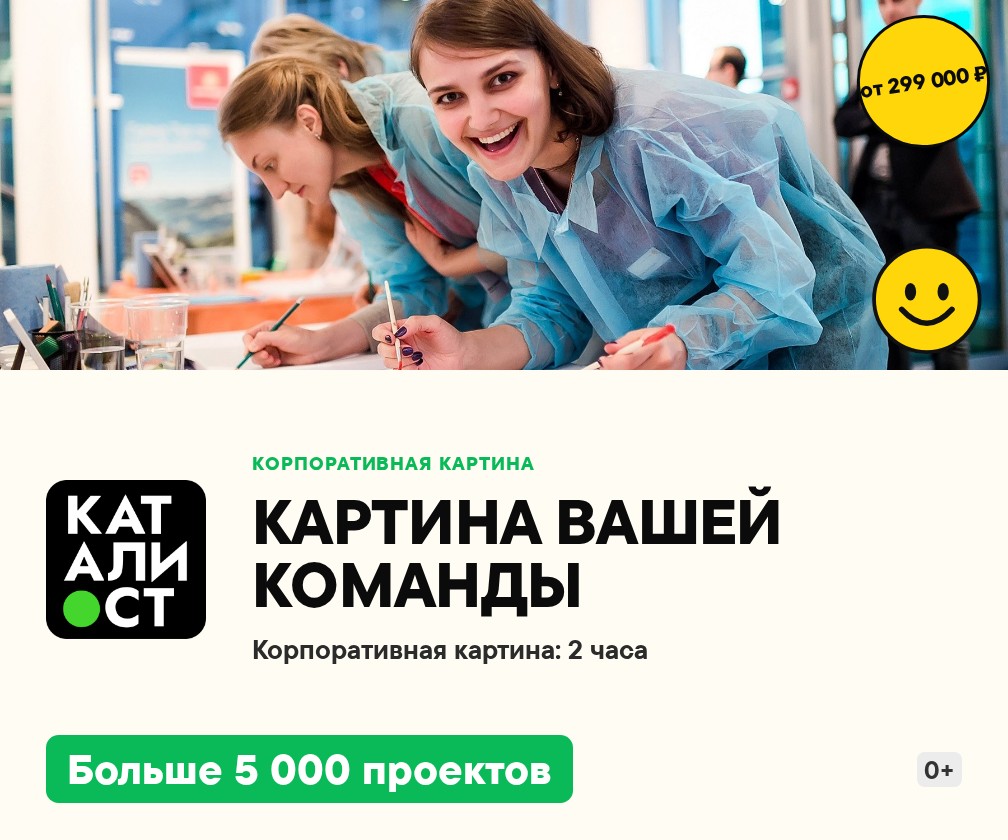 от 299 000 ₽
КОРПОРАТИВНАЯ КАРТИНА
КАТ
АЛИ
СТ
КАРТИНА ВАШЕЙ
КОМАНДЫ
Корпоративная картина: 2 часа
Больше 5 000 проектов
0+